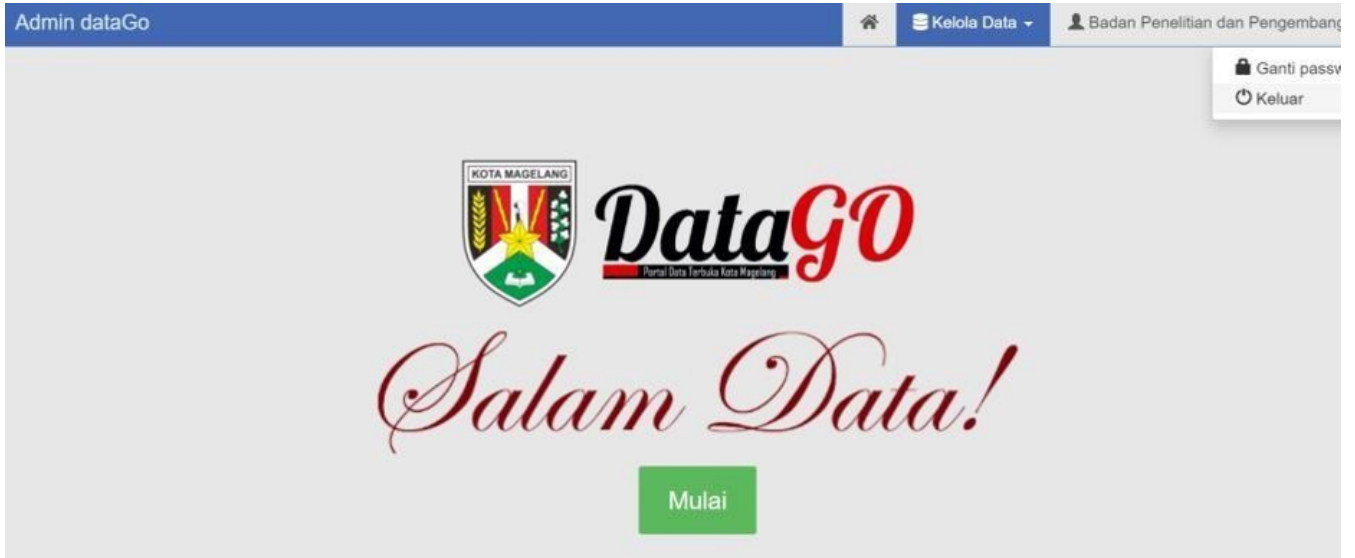 Admin dataGo
Kelola Data
Badan Penelitian dan Pengembang
Ganti passw
Keluar
KOTA MAGELANG
DataGO
Portal Data Terbuka Kota Magelang
Salam Data!
Mulai